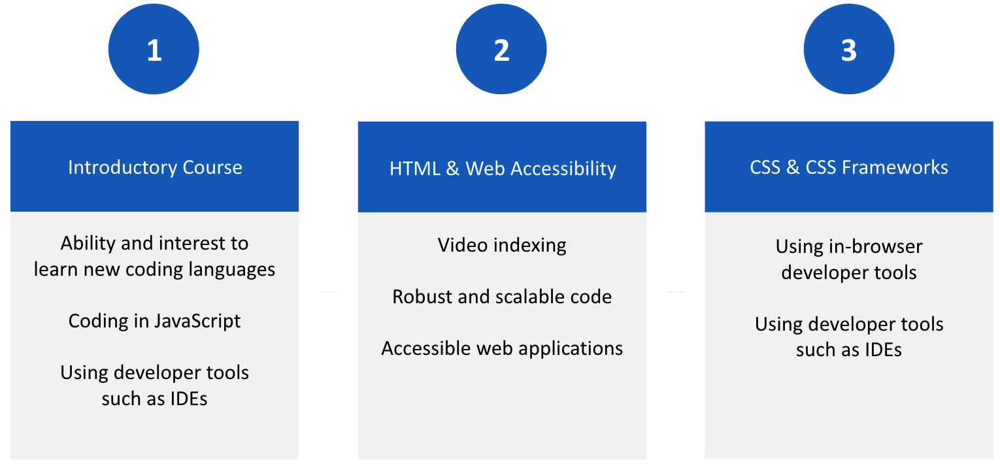 1
Introductory Course
Ability and interest to
learn new coding languages
Coding in JavaScript
Using developer tools
such as IDEs
2
HTML & Web Accessibility
Video indexing
Robust and scalable code
Accessible web applications
3
CSS & CSS Frameworks
Using in-browser
developer tools
Using developer tools
such as IDEs